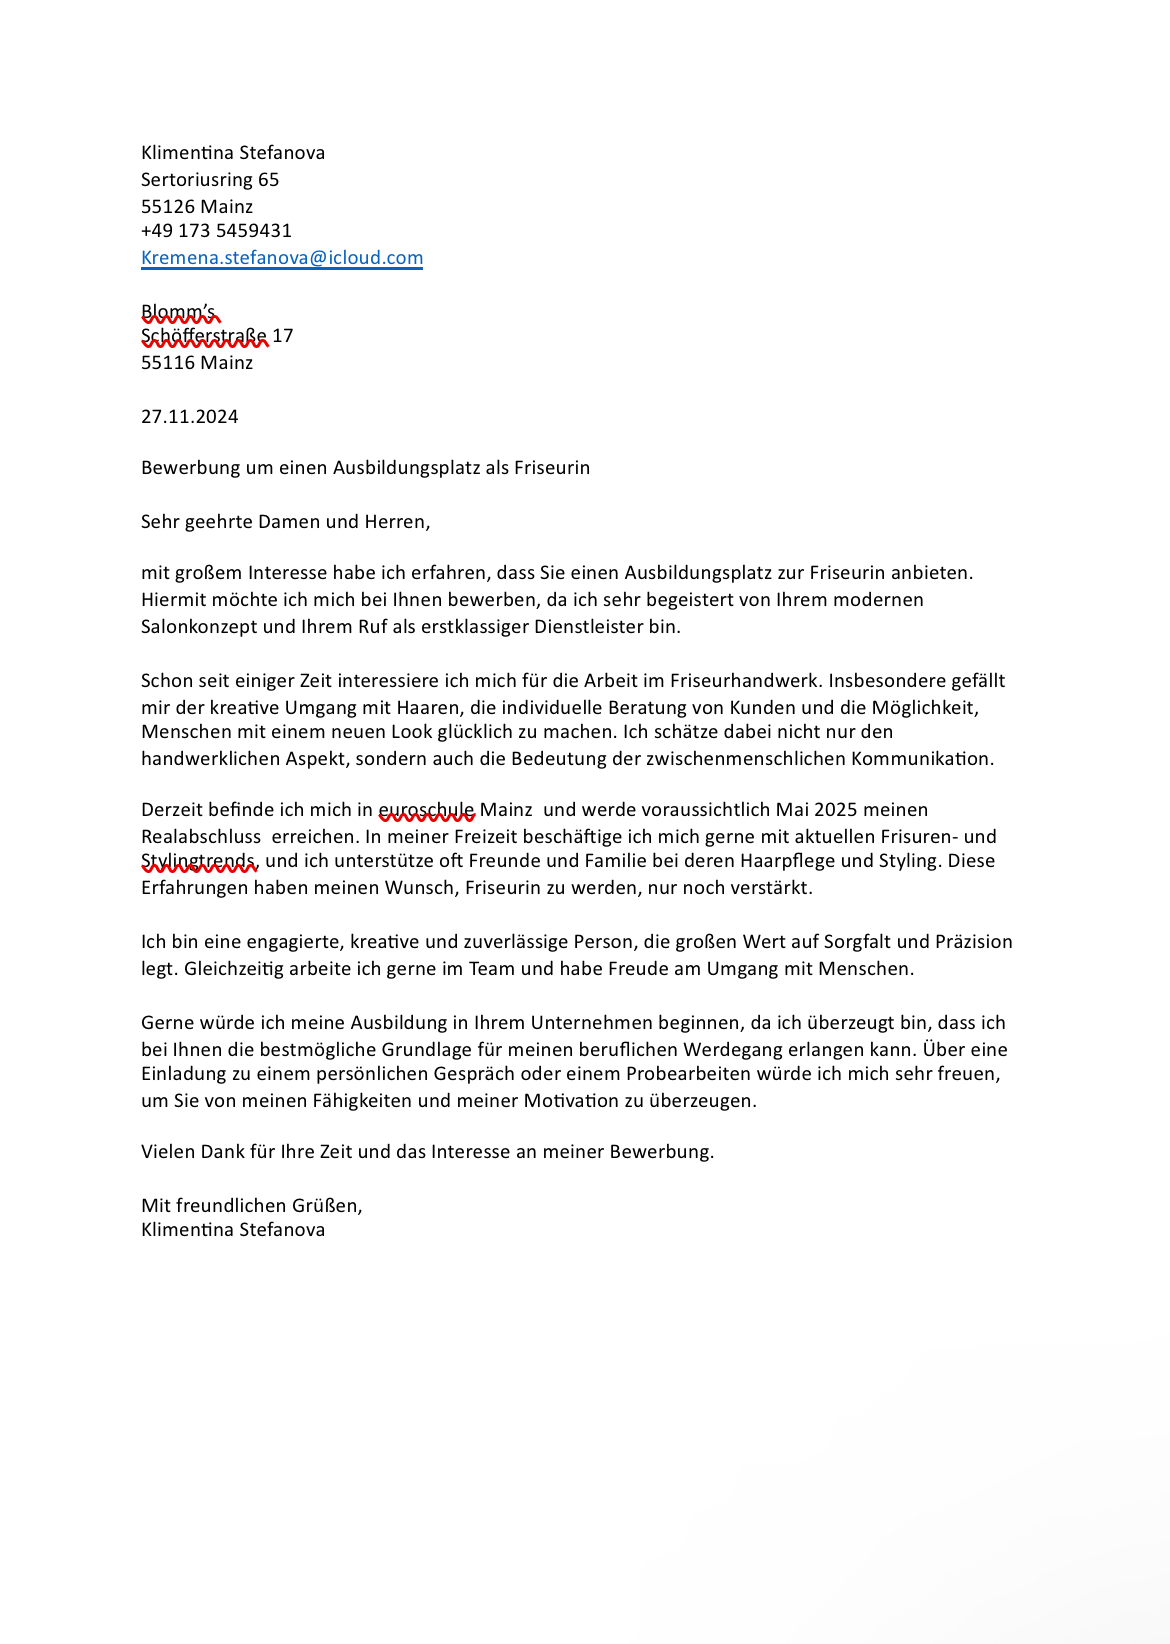 Klimentina Stefanova
Sertoriusring 65
55126 Mainz
+49 173 5459431
Kremena.stefanova@icloud.com
Blomm’s
Schöfferstraße 17
55116 Mainz
27.11.2024
Bewerbung um einen Ausbildungsplatz als Friseurin
Sehr geehrte Damen und Herren,
mit großem Interesse habe ich erfahren, dass Sie einen Ausbildungsplatz zur Friseurin anbieten.
Hiermit möchte ich mich bei Ihnen bewerben, da ich sehr begeistert von Ihrem modernen
Salonkonzept und Ihrem Ruf als erstklassiger Dienstleister bin.
Schon seit einiger Zeit interessiere ich mich für die Arbeit im Friseurhandwerk. Insbesondere gefällt
mir der kreative Umgang mit Haaren, die individuelle Beratung von Kunden und die Möglichkeit,
Menschen mit einem neuen Look glücklich zu machen. Ich schätze dabei nicht nur den
handwerklichen Aspekt, sondern auch die Bedeutung der zwischenmenschlichen Kommunikation.
Derzeit befinde ich mich in euroschule Mainz  und werde voraussichtlich Mai 2025 meinen
Realabschluss  erreichen. In meiner Freizeit beschäftige ich mich gerne mit aktuellen Frisuren- und
Stylingtrends, und ich unterstütze oft Freunde und Familie bei deren Haarpflege und Styling. Diese
Erfahrungen haben meinen Wunsch, Friseurin zu werden, nur noch verstärkt.
Ich bin eine engagierte, kreative und zuverlässige Person, die großen Wert auf Sorgfalt und Präzision
legt. Gleichzeitig arbeite ich gerne im Team und habe Freude am Umgang mit Menschen.
Gerne würde ich meine Ausbildung in Ihrem Unternehmen beginnen, da ich überzeugt bin, dass ich
bei Ihnen die bestmögliche Grundlage für meinen beruflichen Werdegang erlangen kann. Über eine
Einladung zu einem persönlichen Gespräch oder einem Probearbeiten würde ich mich sehr freuen,
um Sie von meinen Fähigkeiten und meiner Motivation zu überzeugen.
Vielen Dank für Ihre Zeit und das Interesse an meiner Bewerbung.
Mit freundlichen Grüßen,
Klimentina Stefanova